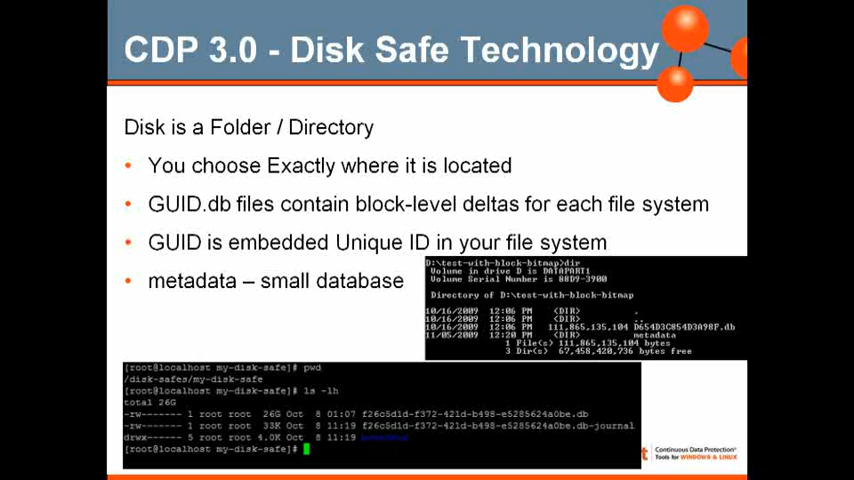 CDP 3.0 - Disk Safe Technology
Disk is a Folder / Directory
• You choose Exactly where it is located
• GUID.db files contain block-level deltas for each file system
• GUID is embedded Unique ID in your file system
• metadata – small database
D:\test-with-block-bitmap>dir
Volume in drive D is DATAPART1
Volume Serial Number is 88D9-3900
Directory of D:\test-with-block-bitmap
10/16/2009 12:06 PM <DIR> .
10/16/2009 12:06 PM <DIR> ..
10/16/2009 12:06 PM 111,865,135,104 D654D3C854D3A98F.db
11/05/2009 12:20 PM <DIR> metadata
1 File(s) 111,865,135,104 bytes
3 Dir(s) 67,458,420,736 bytes free
[root@localhost my-disk-safe]# pwd
/disk-safes/my-disk-safe
[root@localhost my-disk-safe]# ls -lh
total 26G
-rw------- 1 root root 26G Oct 8 01:07 f26c5d1d-f372-421d-b498-e5285624a0be.db
-rw------- 1 root root 33K Oct 8 11:19 f26c5d1d-f372-421d-b498-e5285624a0be.db-journal
drwx------ 5 root root 4.0K Oct 8 11:19
[root@localhost my-disk-safe]#
t Continuous Data Protection®
Tools for WINDOWS & LINUX